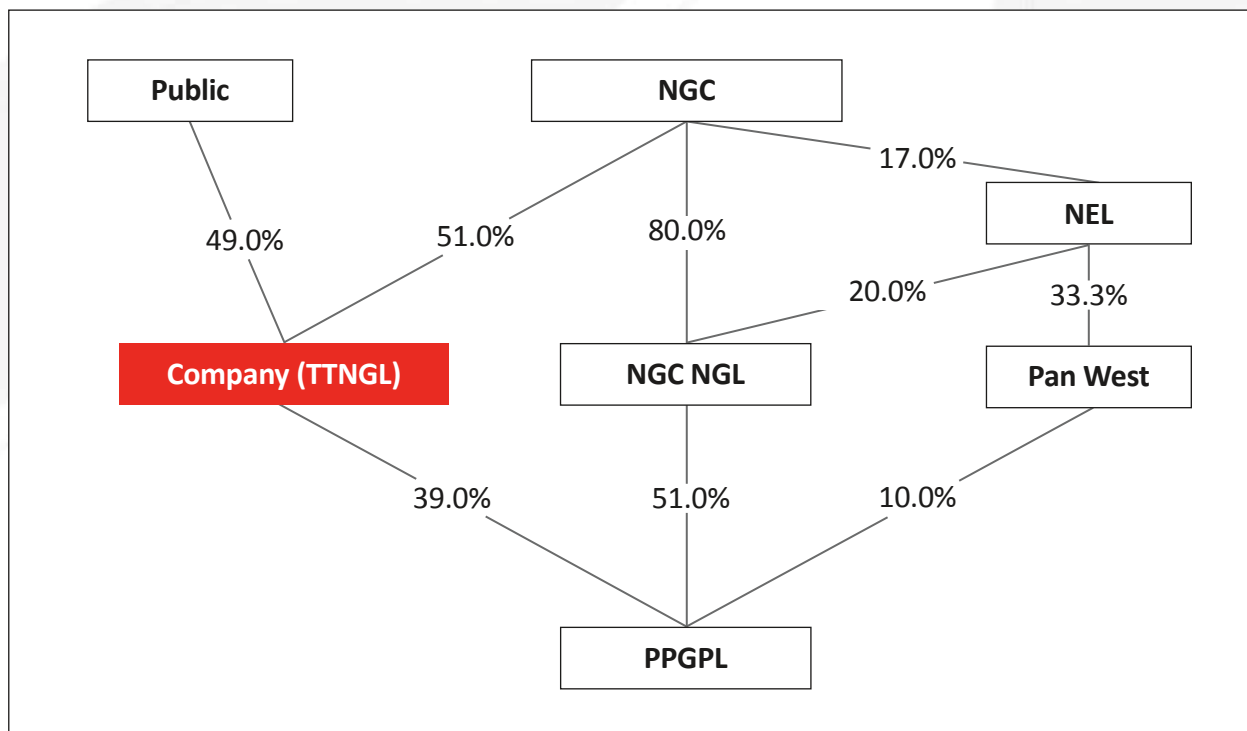 Public
NGC
17.0%
NEL
49.0%
51.0%
80.0%
20.0%
33.3%
Company (TTNGL)
NGC NGL
Pan West
39.0%
51.0%
10.0%
PPGPL